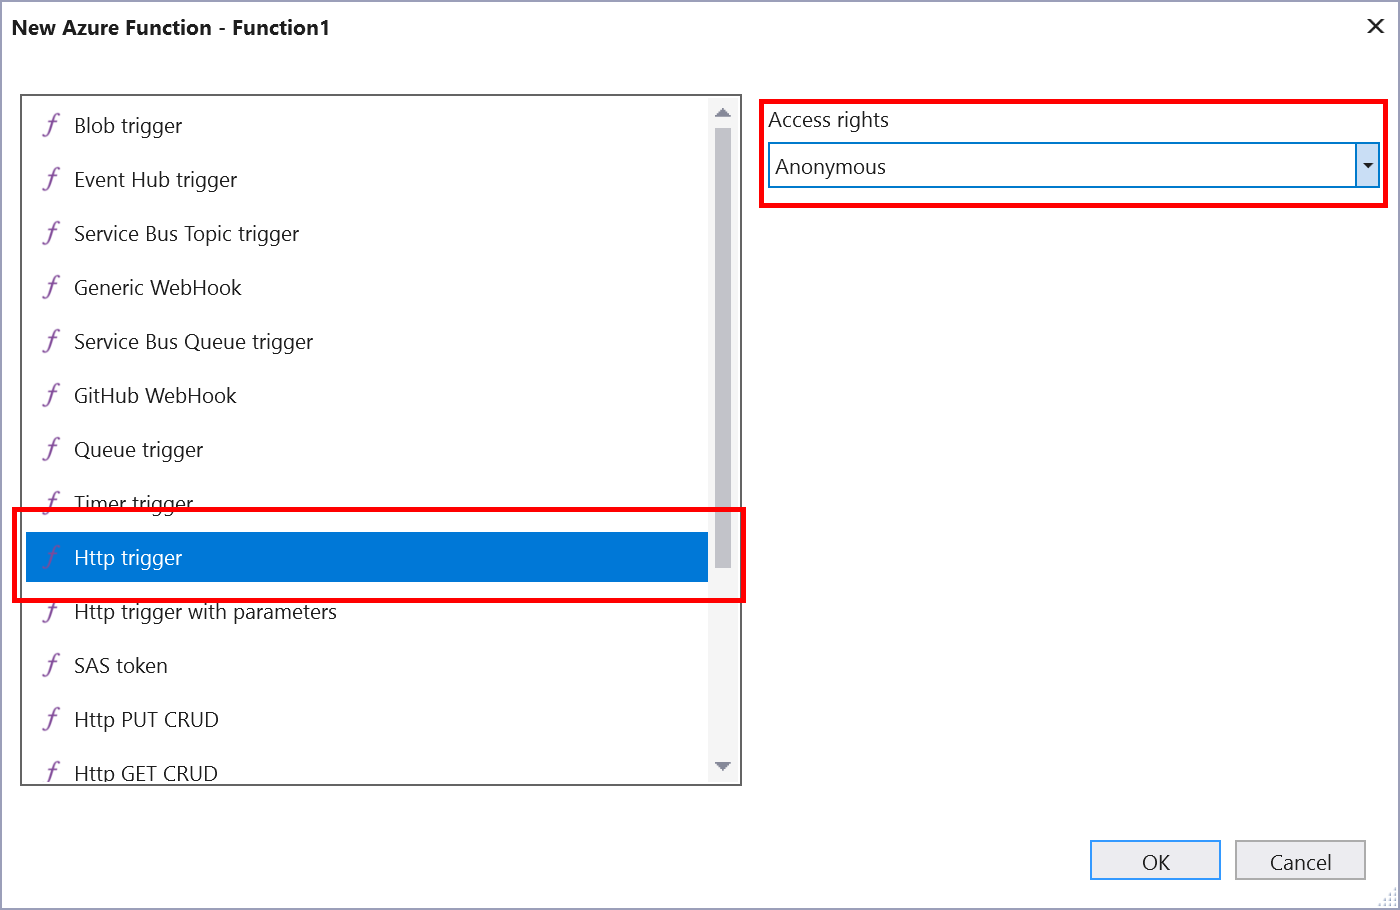 New Azure Function - Function1
Blob trigger
Event Hub trigger
Service Bus Topic trigger
Generic WebHook
Service Bus Queue trigger
GitHub WebHook
Queue trigger
Timer trigger
Http trigger
Http trigger with parameters
SAS token
Http PUT CRUD
Http GET CRUD
Access rights
Anonymous
OK
Cancel